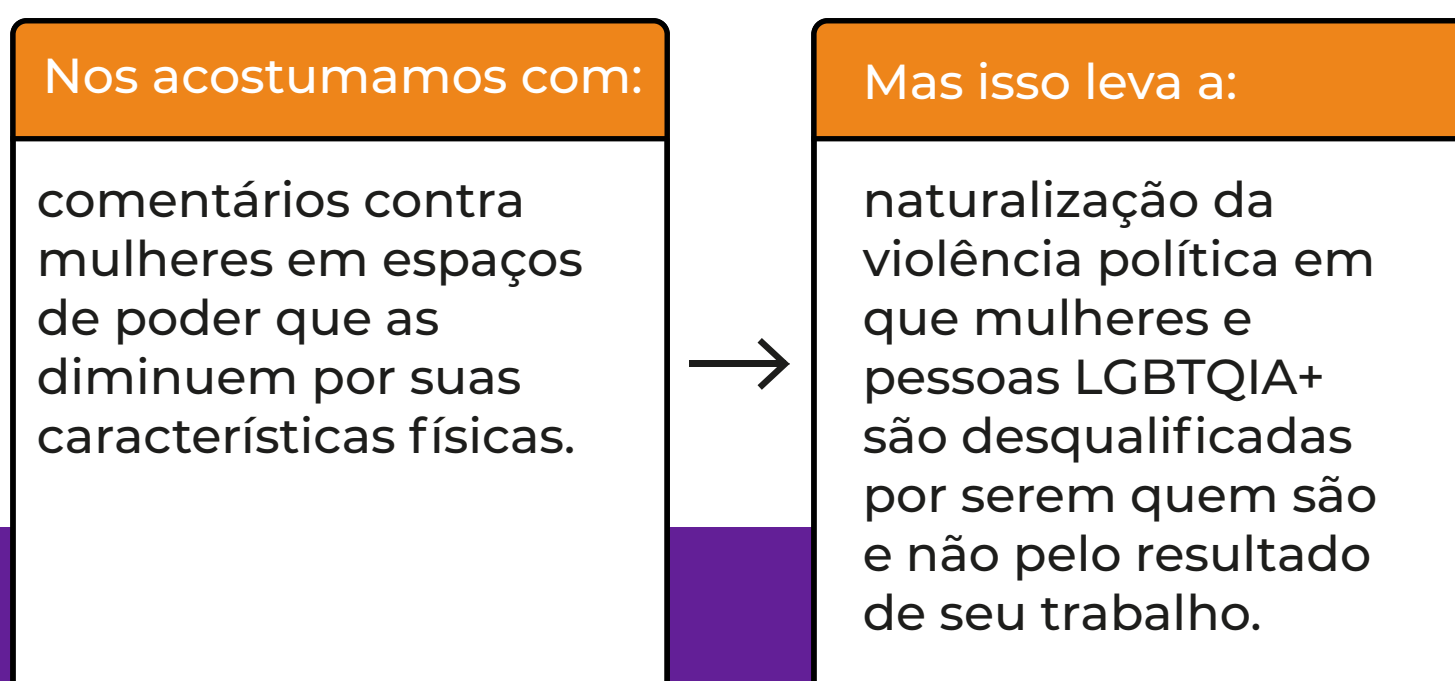 Nos acostumamos com:
comentários contra
mulheres em espaços
de poder que as
diminuem por suas
características físicas.
Mas isso leva a:
naturalização da
violência política em
que mulheres e
pessoas LGBTQIA+
são desqualificadas
por serem quem são
e não pelo resultado
de seu trabalho.